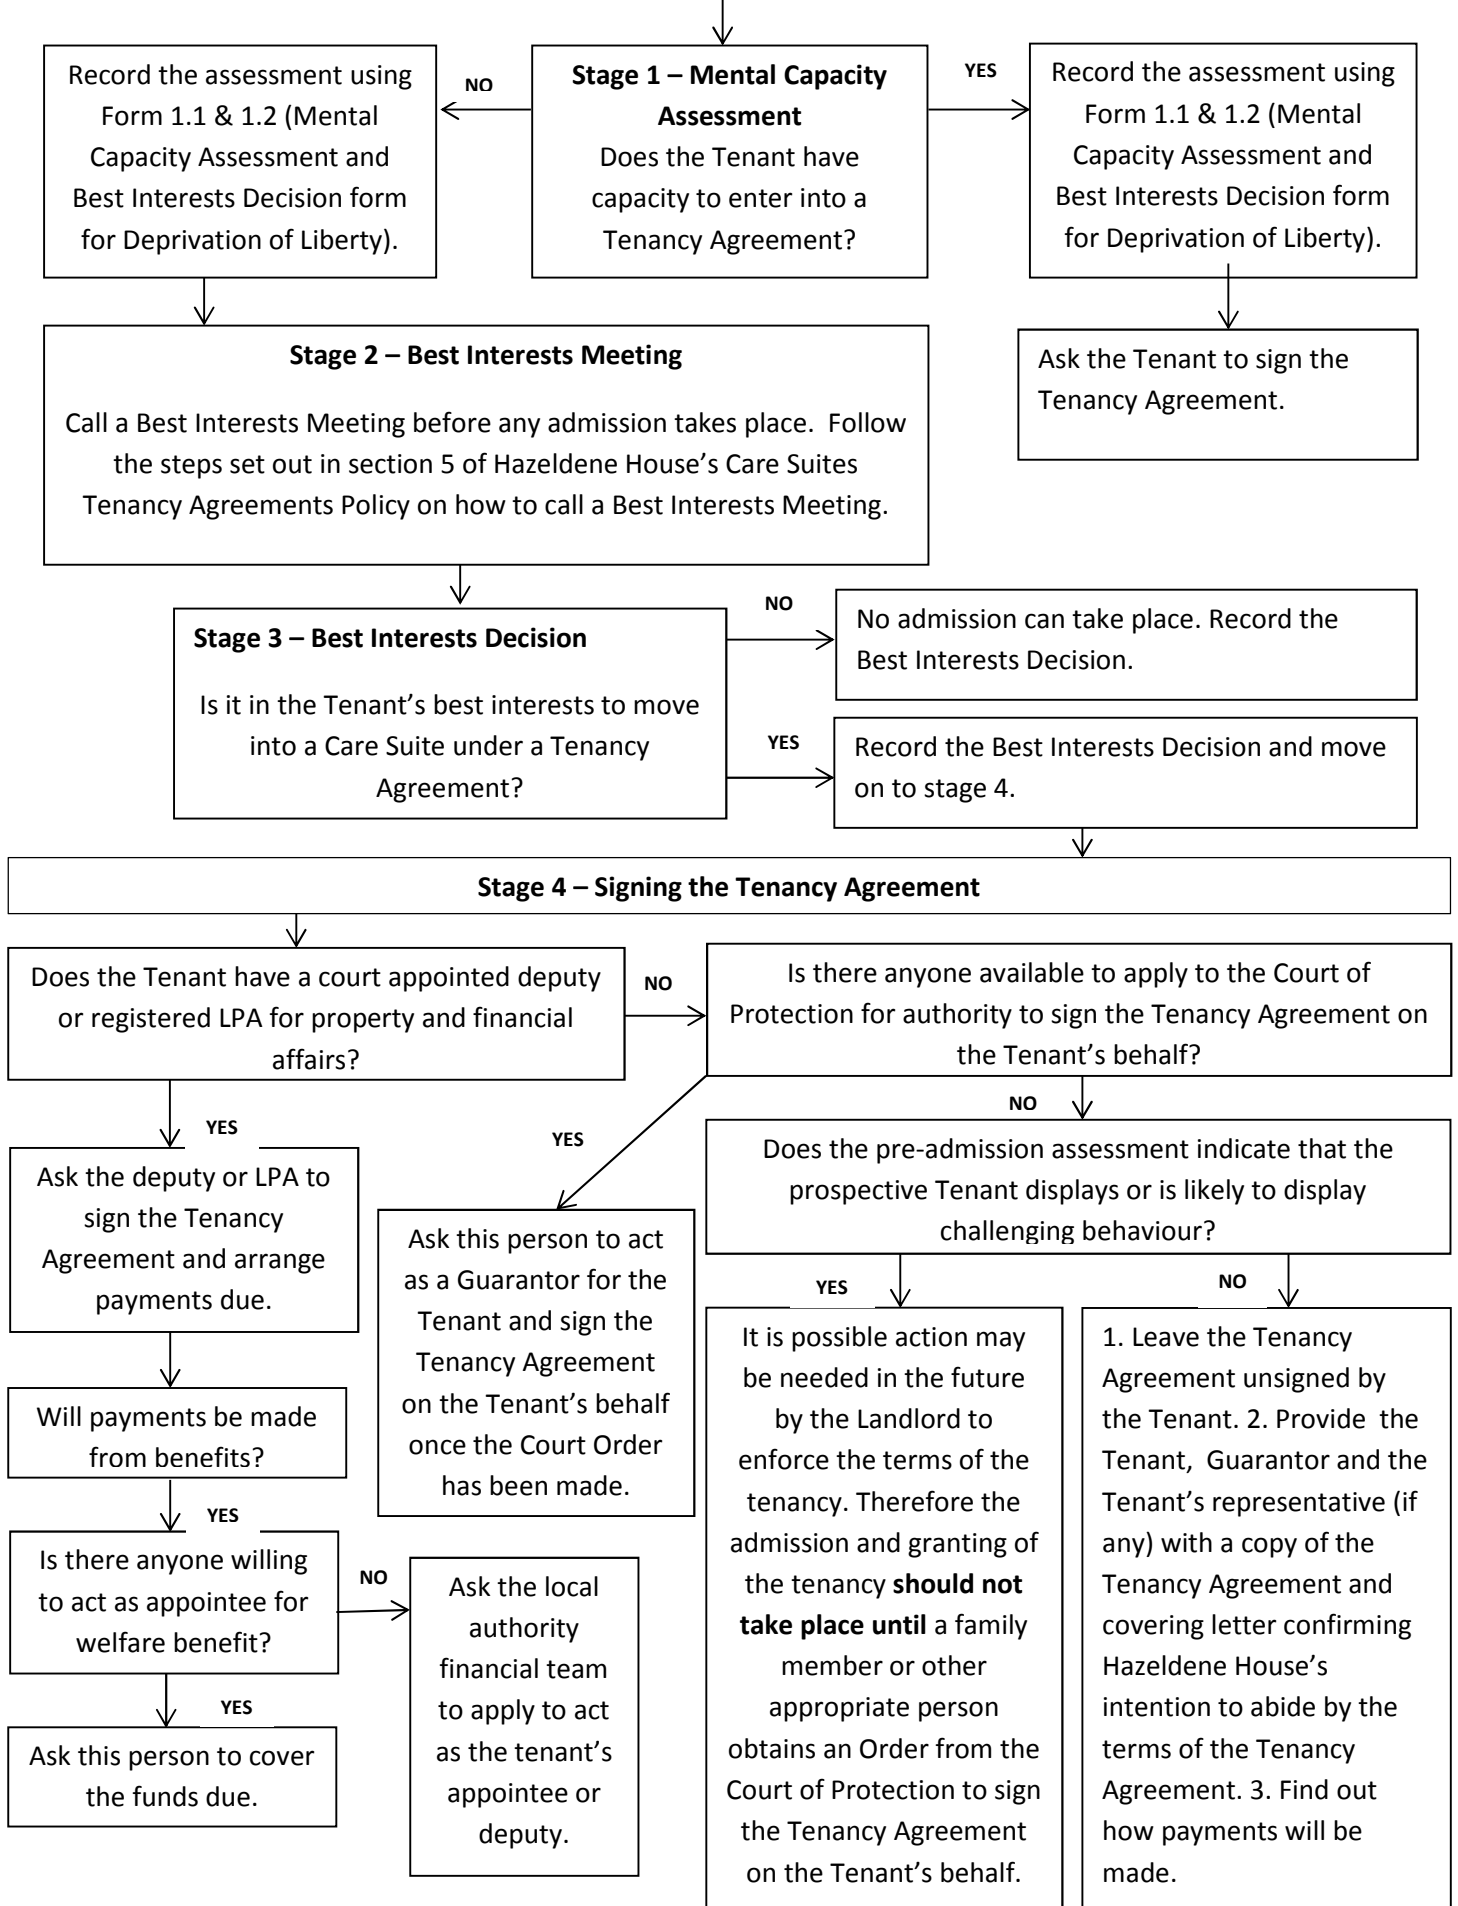 Record the assessment using
Form 1.1 & 1.2 (Mental
Capacity Assessment and
Best Interests Decision form
for Deprivation of Liberty).
NO
Stage 1 – Mental Capacity
Assessment
Does the Tenant have
capacity to enter into a
Tenancy Agreement?
YES
Record the assessment using
Form 1.1 & 1.2 (Mental
Capacity Assessment and
Best Interests Decision form
for Deprivation of Liberty).
Ask the Tenant to sign the
Tenancy Agreement.
Stage 2 – Best Interests Meeting
Call a Best Interests Meeting before any admission takes place.  Follow
the steps set out in section 5 of Hazeldene House’s Care Suites
Tenancy Agreements Policy on how to call a Best Interests Meeting.
Stage 3 – Best Interests Decision
Is it in the Tenant’s best interests to move
into a Care Suite under a Tenancy
Agreement?
NO
No admission can take place. Record the
Best Interests Decision.
YES
Record the Best Interests Decision and move
on to stage 4.
Stage 4 – Signing the Tenancy Agreement
Does the Tenant have a court appointed deputy
or registered LPA for property and financial
affairs?
NO
Is there anyone available to apply to the Court of
Protection for authority to sign the Tenancy Agreement on
the Tenant’s behalf?
YES
Ask the deputy or LPA to
sign the Tenancy
Agreement and arrange
payments due.
Will payments be made
from benefits?
YES
Is there anyone willing
to act as appointee for
welfare benefit?
NO
Ask the local
authority
financial team
to apply to act
as the tenant’s
appointee or
deputy.
YES
Ask this person to cover
the funds due.
YES
Ask this person to act
as a Guarantor for the
Tenant and sign the
Tenancy Agreement
on the Tenant’s behalf
once the Court Order
has been made.
NO
Does the pre-admission assessment indicate that the
prospective Tenant displays or is likely to display
challenging behaviour?
YES
It is possible action may
be needed in the future
by the Landlord to
enforce the terms of the
tenancy. Therefore the
admission and granting of
the tenancy should not
take place until a family
member or other
appropriate person
obtains an Order from the
Court of Protection to sign
the Tenancy Agreement
on the Tenant’s behalf.
NO
1. Leave the Tenancy
Agreement unsigned by
the Tenant. 2. Provide  the
Tenant,  Guarantor and the
Tenant’s representative (if
any) with a copy of the
Tenancy Agreement and
covering letter confirming
Hazeldene House’s
intention to abide by the
terms of the Tenancy
Agreement. 3. Find out
how payments will be
made.